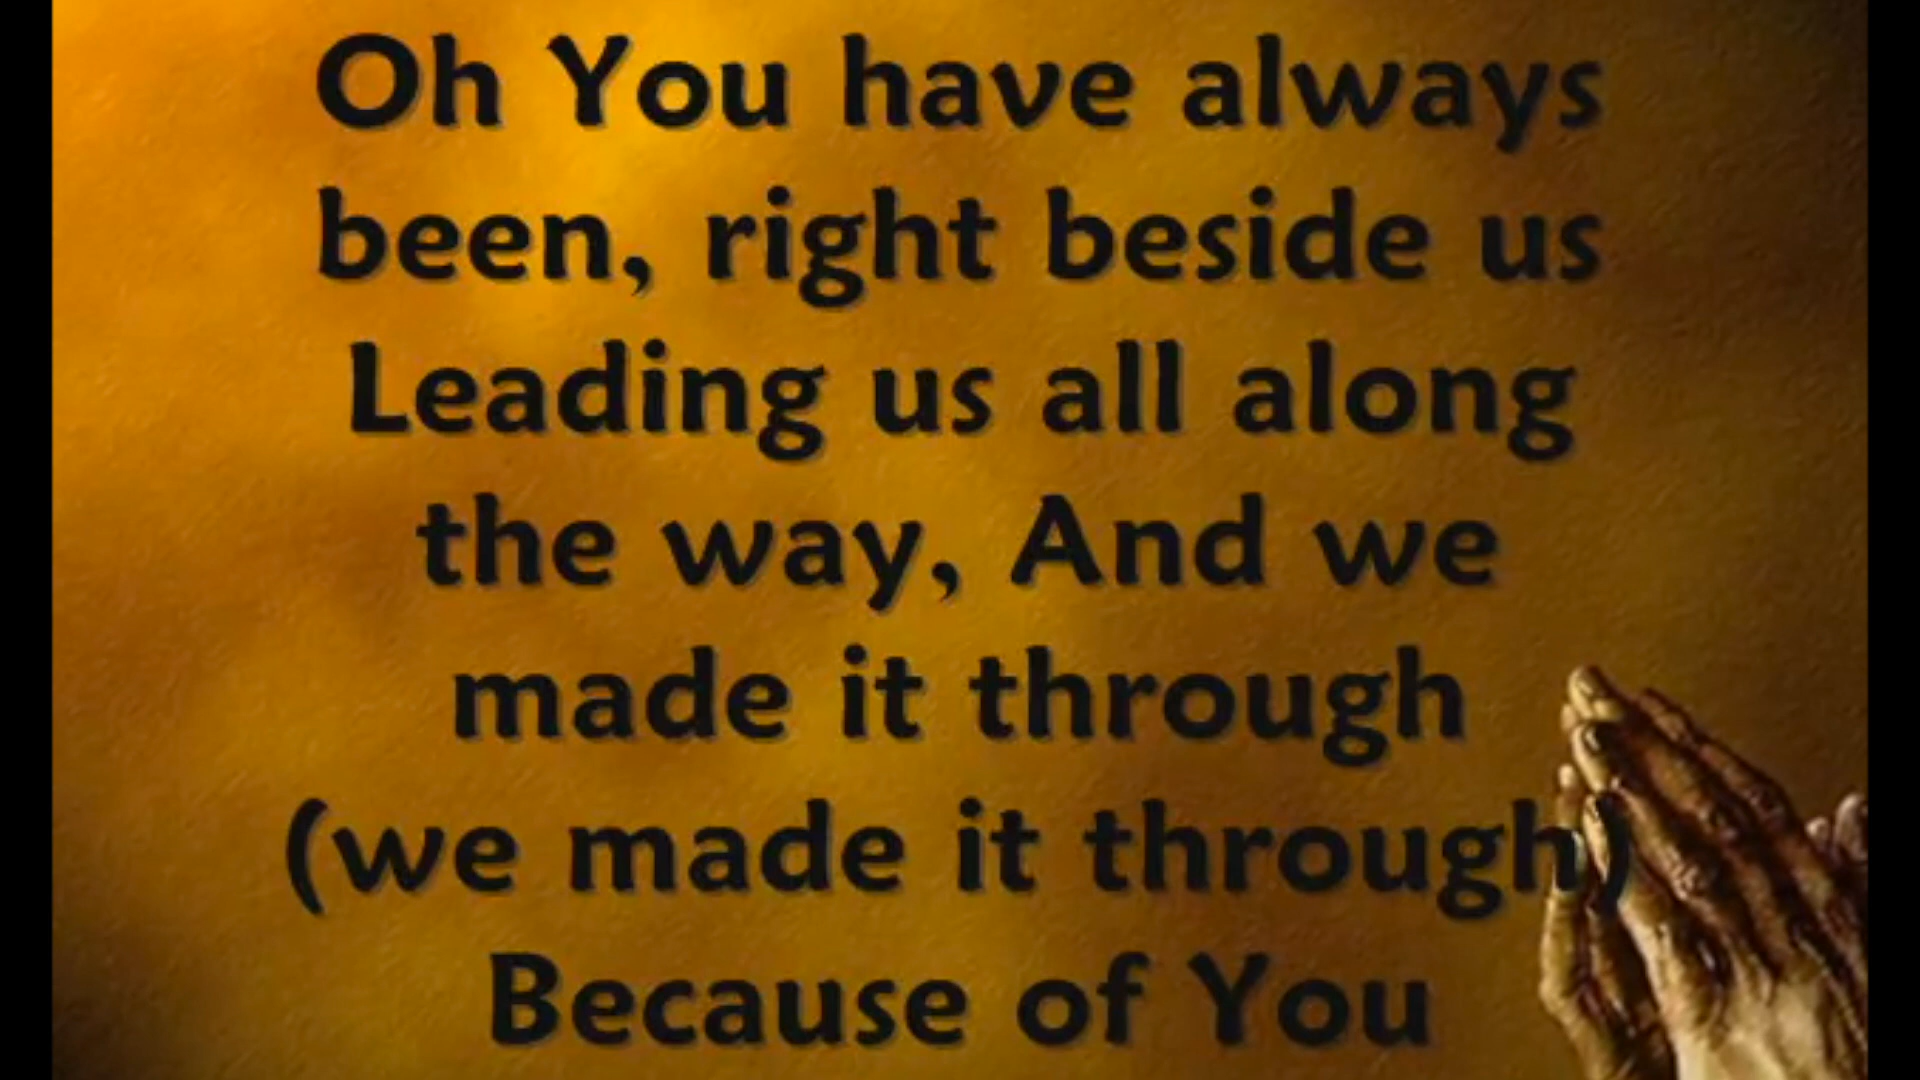 Oh You have always
been, right beside us
Leading us all along
the way, And we
made it through
(we made it through)
Because of You